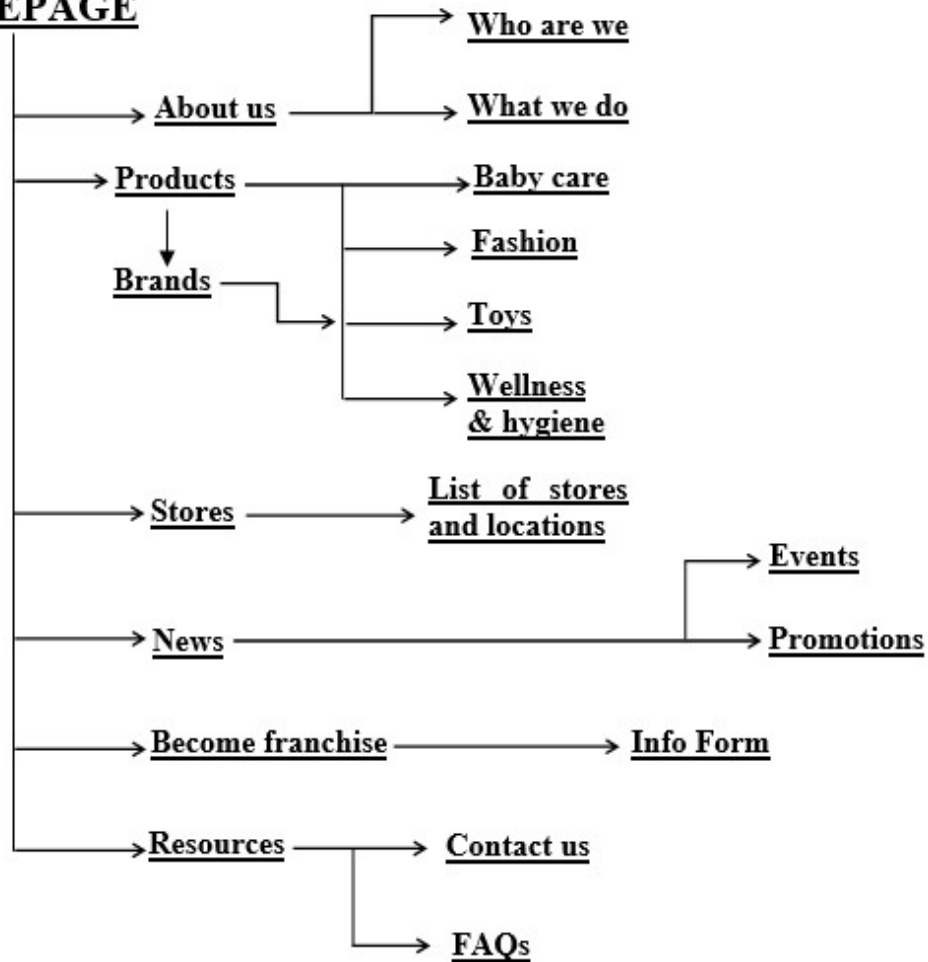 EPAGE
Who are we
About us
What we do
Products
Baby care
Fashion
Brands
Toys
Wellness
& hygiene
List of stores
and locations
Stores
Events
News
Promotions
Become franchise
Info Form
Resources
Contact us
FAQs